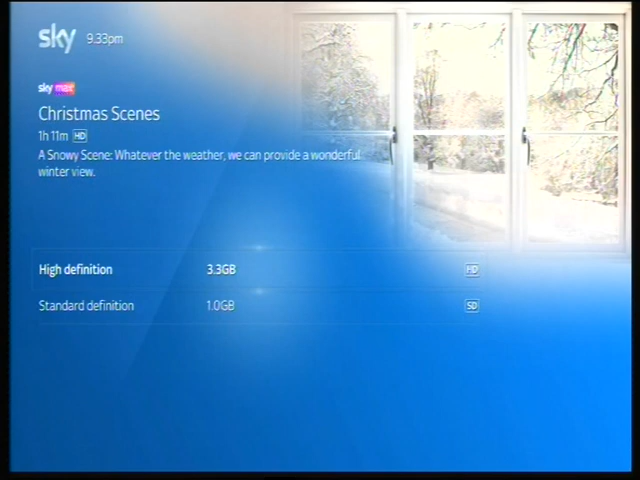 sky 9.33pm
sky max
Christmas Scenes
1h 11m HD
A Snowy Scene: Whatever the weather, we can provide a wonderful
winter view.
High definition 3.3GB HD
Standard definition 1.0GB SD